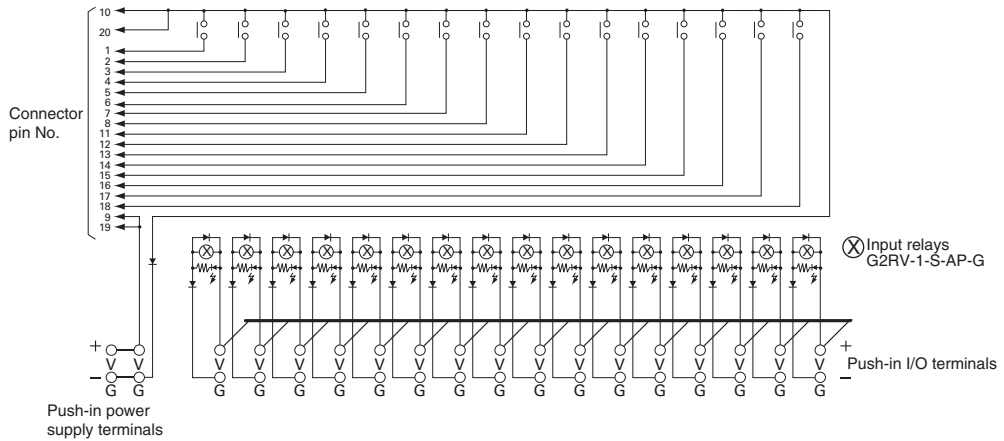 10
20
1
2
3
4
5
6
7
8
11
12
13
14
15
16
17
18
9
19
Connector
pin No.
Input relays
G2RV-1-S-AP-G
+ +
V V V V V V V V V V V V V V V V V V
Push-in I/O terminals
– –
G G G G G G G G G G G G G G G G G G
Push-in power
supply terminals